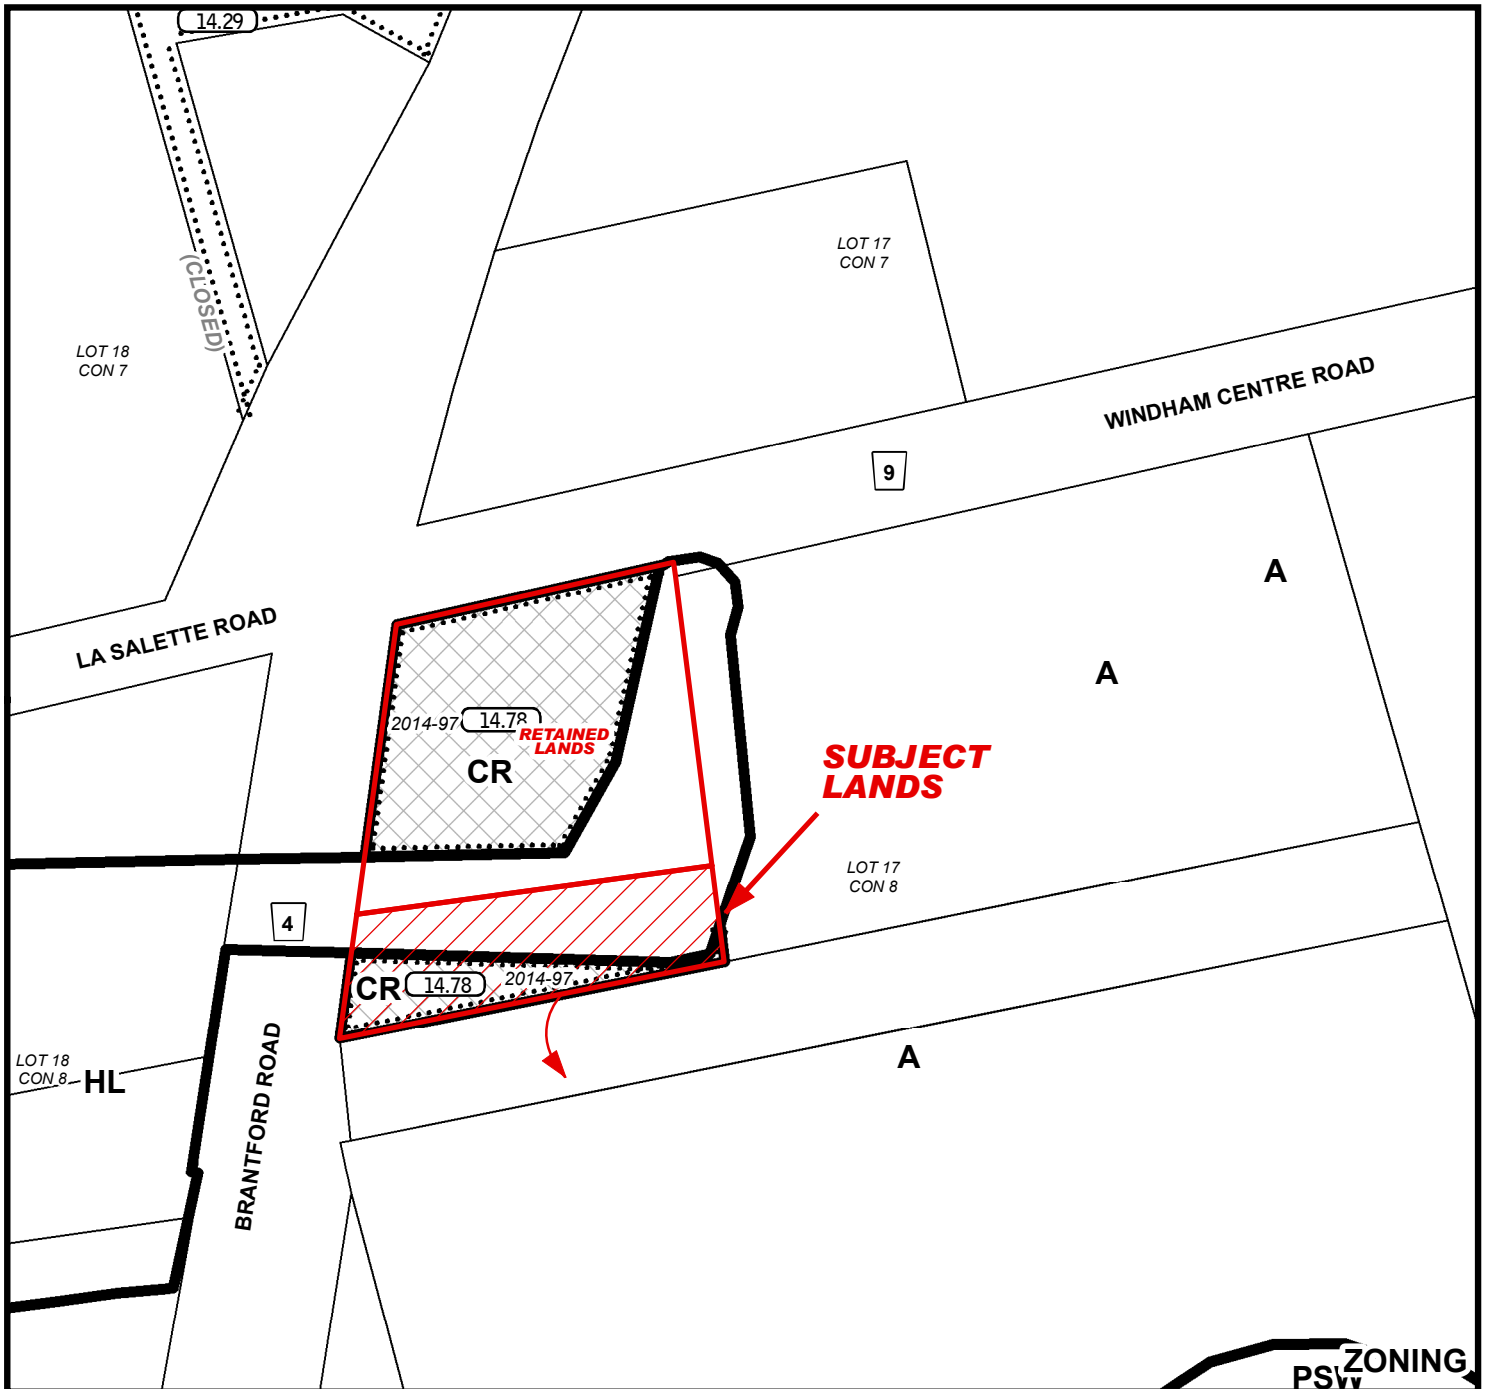 14.29
LOT 17
CON 7
(CLOSED)
LOT 18
CON 7
WINDHAM CENTRE ROAD
9
A
LA SALETTE ROAD
A
2014-97
14.78
RETAINED
LANDS
CR
SUBJECT
LANDS
LOT 17
CON 8
4
CR
14.78
2014-97
LOT 18
CON 8
HL
A
BRANTFORD ROAD
ZONING
PSW